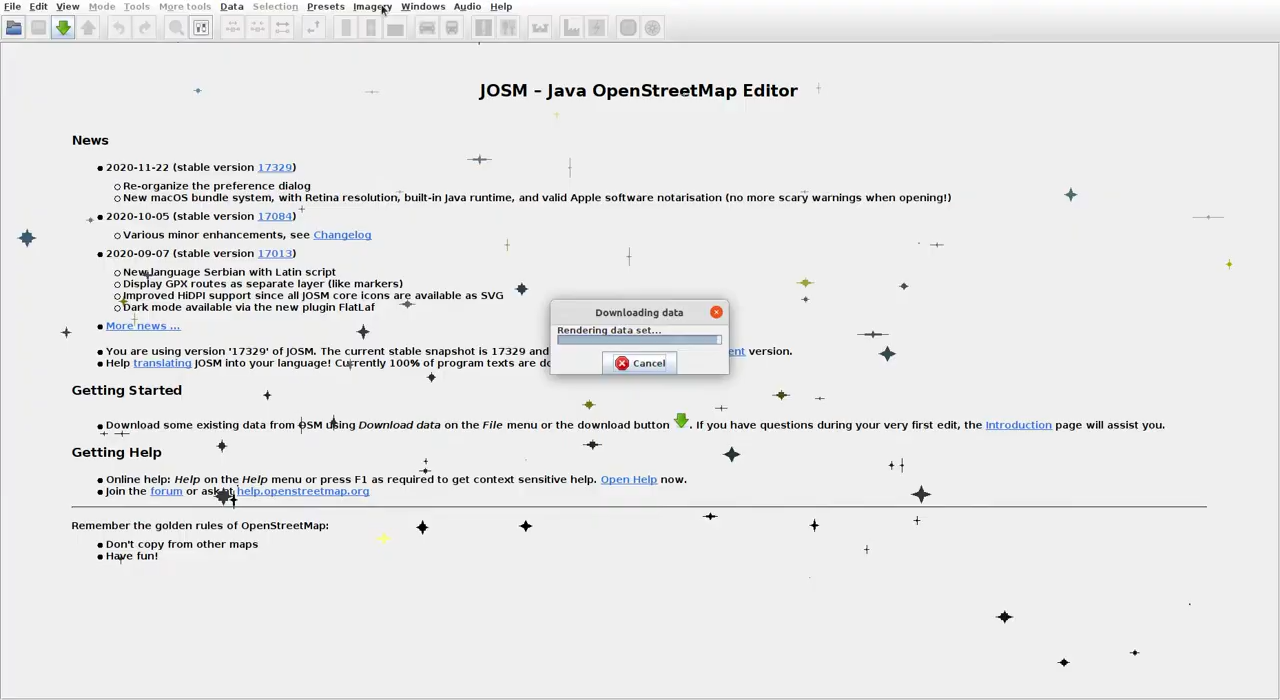 File Edit View Mode Tools More tools Data Selection Presets Imagery Windows Audio Help
JOSM – Java OpenStreetMap Editor
News
2020-11-22 (stable version 17329)
Re-organize the preference dialog
New macOS bundle system, with Retina resolution, built-in Java runtime, and valid Apple software notarisation (no more scary warnings when opening!)
2020-10-05 (stable version 17084)
Various minor enhancements, see Changelog
2020-09-07 (stable version 17013)
New language Serbian with Latin script
Display GPX routes as separate layer (like markers)
Improved HiDPI support since all JOSM core icons are available as SVG
Dark mode available via the new plugin FlatLaf
Downloading data
Rendering data set...
Cancel
More news ...
You are using version '17329' of JOSM. The current stable snapshot is 17329 and ent version.
Help translating JOSM into your language! Currently 100% of program texts are do
Getting Started
Download some existing data from OSM using Download data on the File menu or the download button . If you have questions during your very first edit, the Introduction page will assist you.
Getting Help
Online help: Help on the Help menu or press F1 as required to get context sensitive help. Open Help now.
Join the forum or ask at help.openstreetmap.org
Remember the golden rules of OpenStreetMap:
Don't copy from other maps
Have fun!